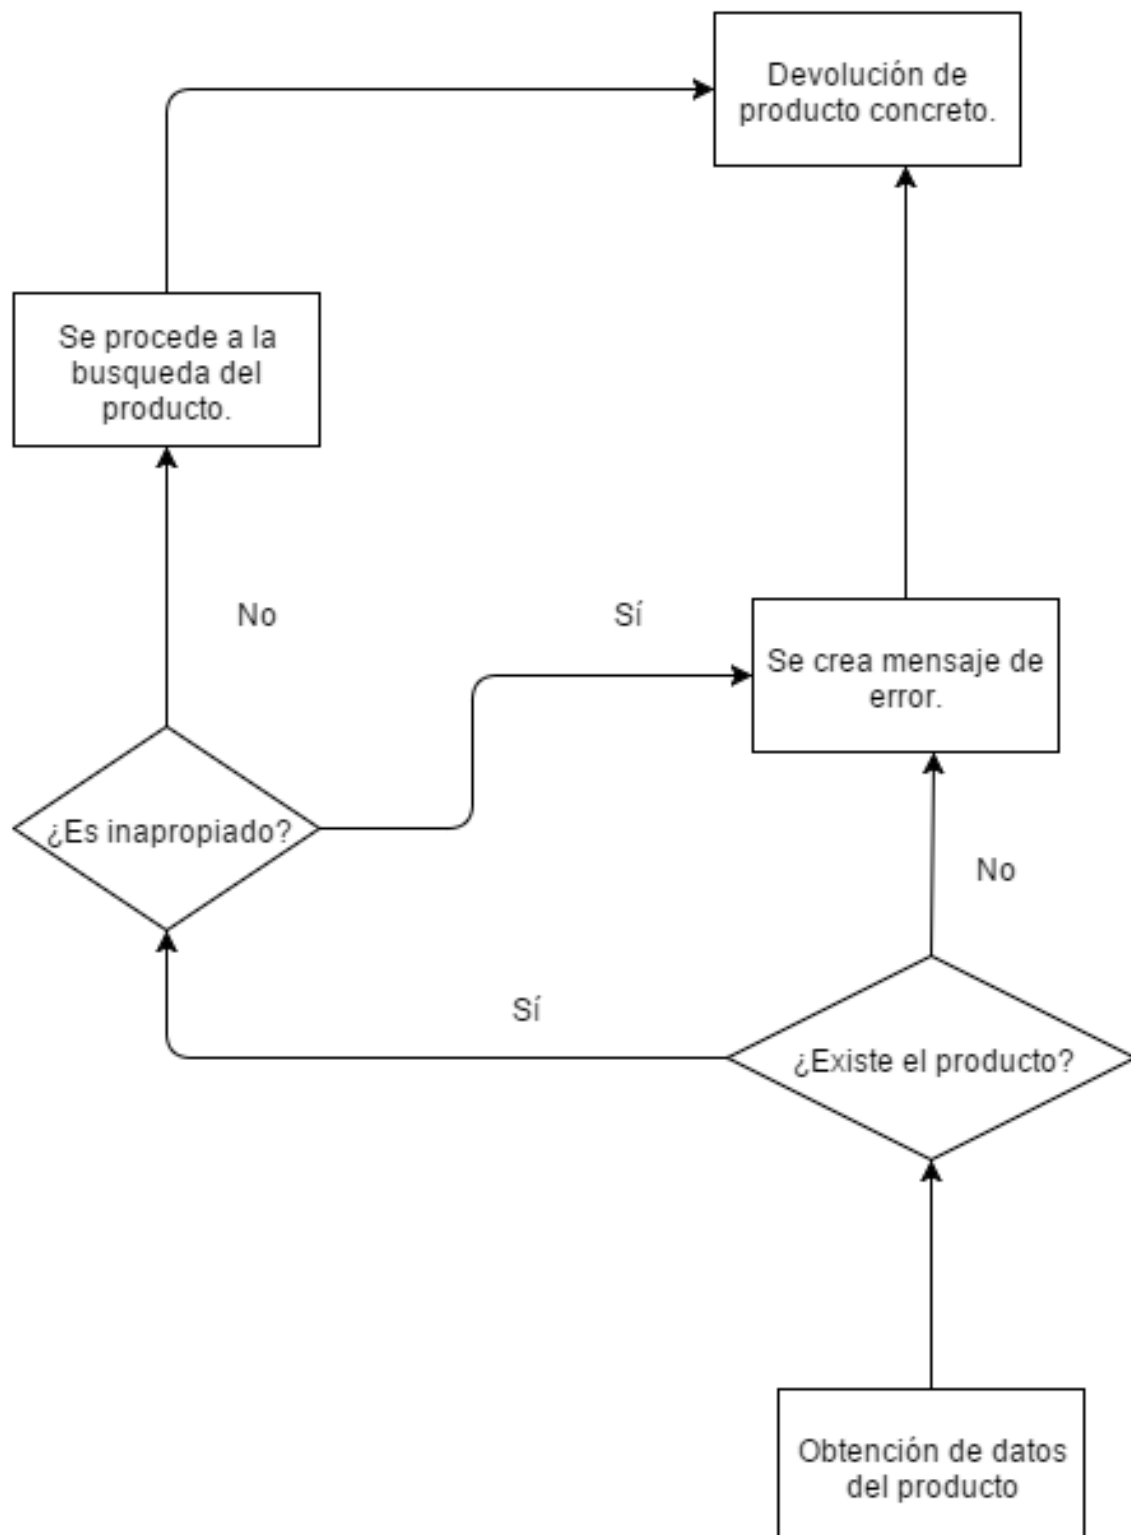 Devolución de
producto concreto.
Se procede a la
busqueda del
producto.
No
Sí
Se crea mensaje de
error.
¿Es inapropiado?
No
Sí
¿Existe el producto?
Obtención de datos
del producto